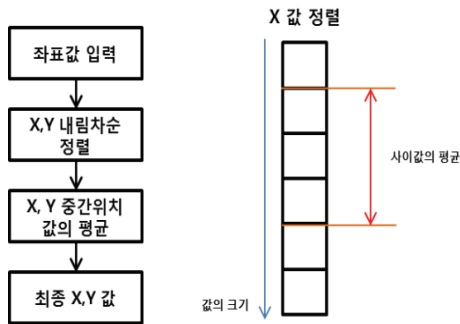 좌표값 입력
X,Y 내림차순
정렬
X, Y 중간위치
값의 평균
최종 X,Y 값
X 값 정렬
사이값의 평균
값의 크기